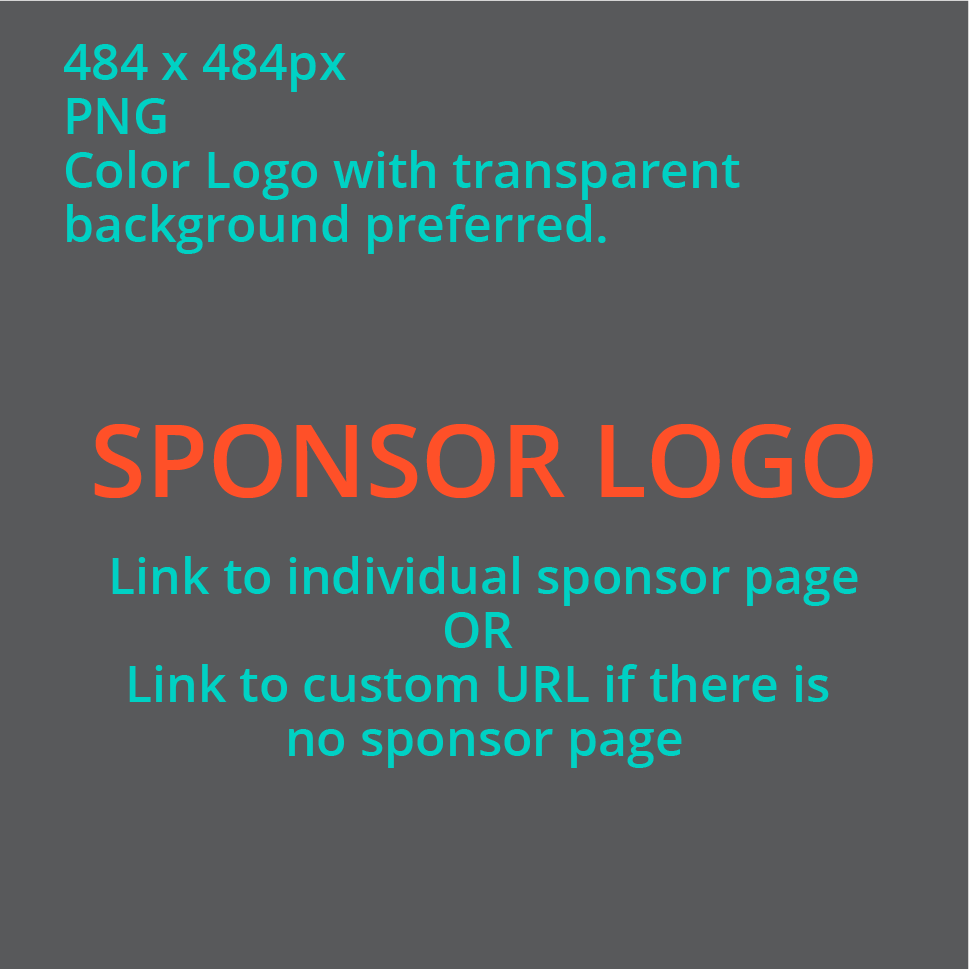 484 x 484px
PNG
Color Logo with transparent
background preferred.
SPONSOR LOGO
Link to individual sponsor page
OR
Link to custom URL if there is
no sponsor page